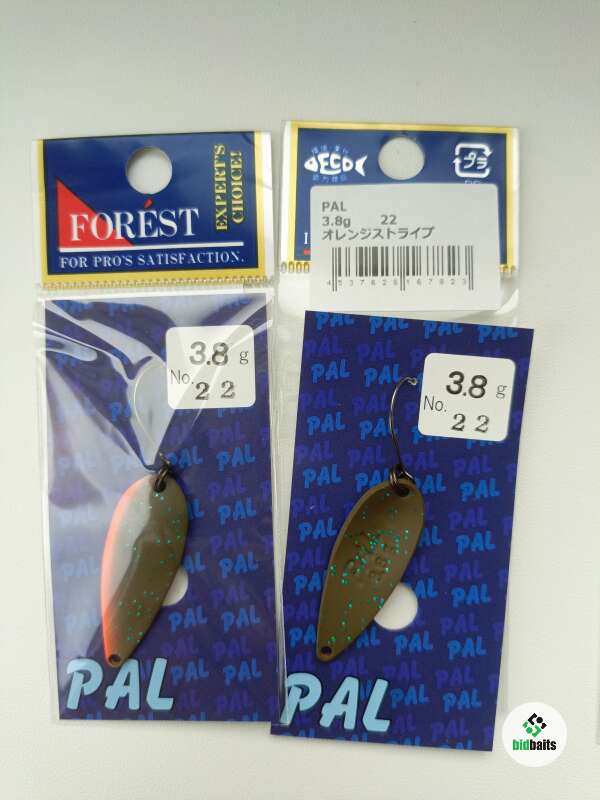 FORÉST
EXPERT'S
CHOICE!
FOR PRO'S SATISFACTION.
3.8 g
No. 22
PAL
ECO
プラ
PAL
3.8g 22
オレンジストライプ
3.8 g
No. 22
PAL
bidbaits